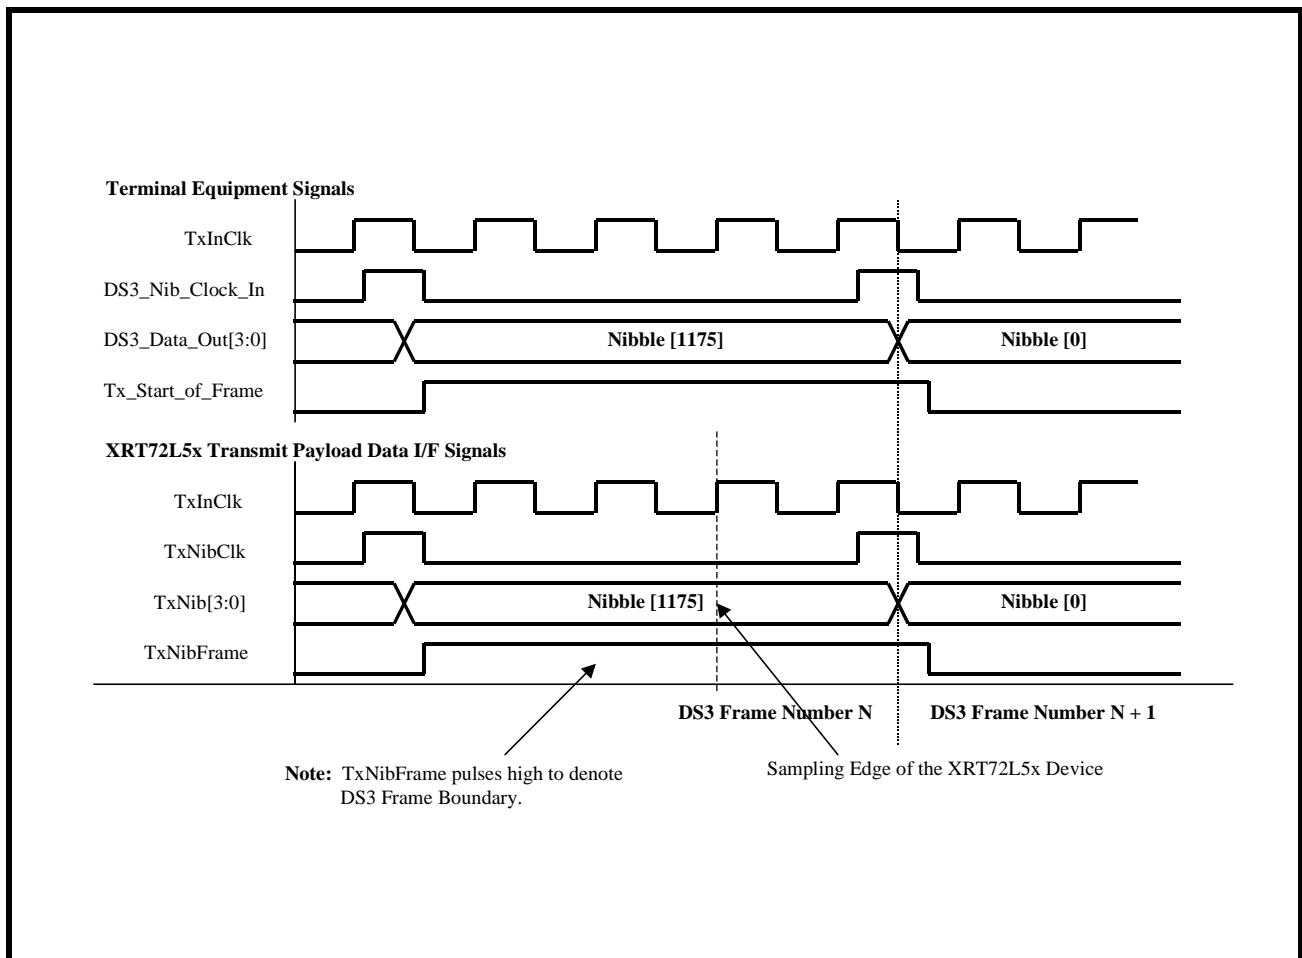 Terminal Equipment Signals
TxInClk
DS3_Nib_Clock_In
DS3_Data_Out[3:0]
Nibble [1175]
Nibble [0]
Tx_Start_of_Frame
XRT72L5x Transmit Payload Data I/F Signals
TxInClk
TxNibClk
TxNib[3:0]
Nibble [1175]
Nibble [0]
TxNibFrame
DS3 Frame Number N
DS3 Frame Number N + 1
Note: TxNibFrame pulses high to denote
DS3 Frame Boundary.
Sampling Edge of the XRT72L5x Device